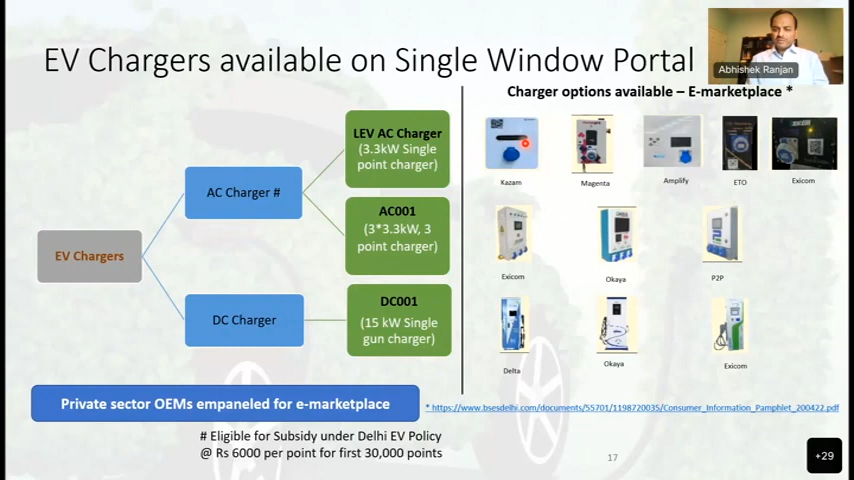 EV Chargers available on Single Window Portal
Abhishek Ranjan
Charger options available – E-marketplace *
EV Chargers
AC Charger #
DC Charger
LEV AC Charger
(3.3kW Single
point charger)
AC001
(3*3.3kW, 3
point charger)
DC001
(15 kW Single
gun charger)
Kazam
Magenta
Amplify
ETO
Exicom
Exicom
Okaya
P2P
Delta
Okaya
Exicom
Private sector OEMs empaneled for e-marketplace
* https://www.bsesdelhi.com/documents/55701/1198720035/Consumer_Information_Pamphlet_200422.pdf
# Eligible for Subsidy under Delhi EV Policy
@ Rs 6000 per point for first 30,000 points
17
+29